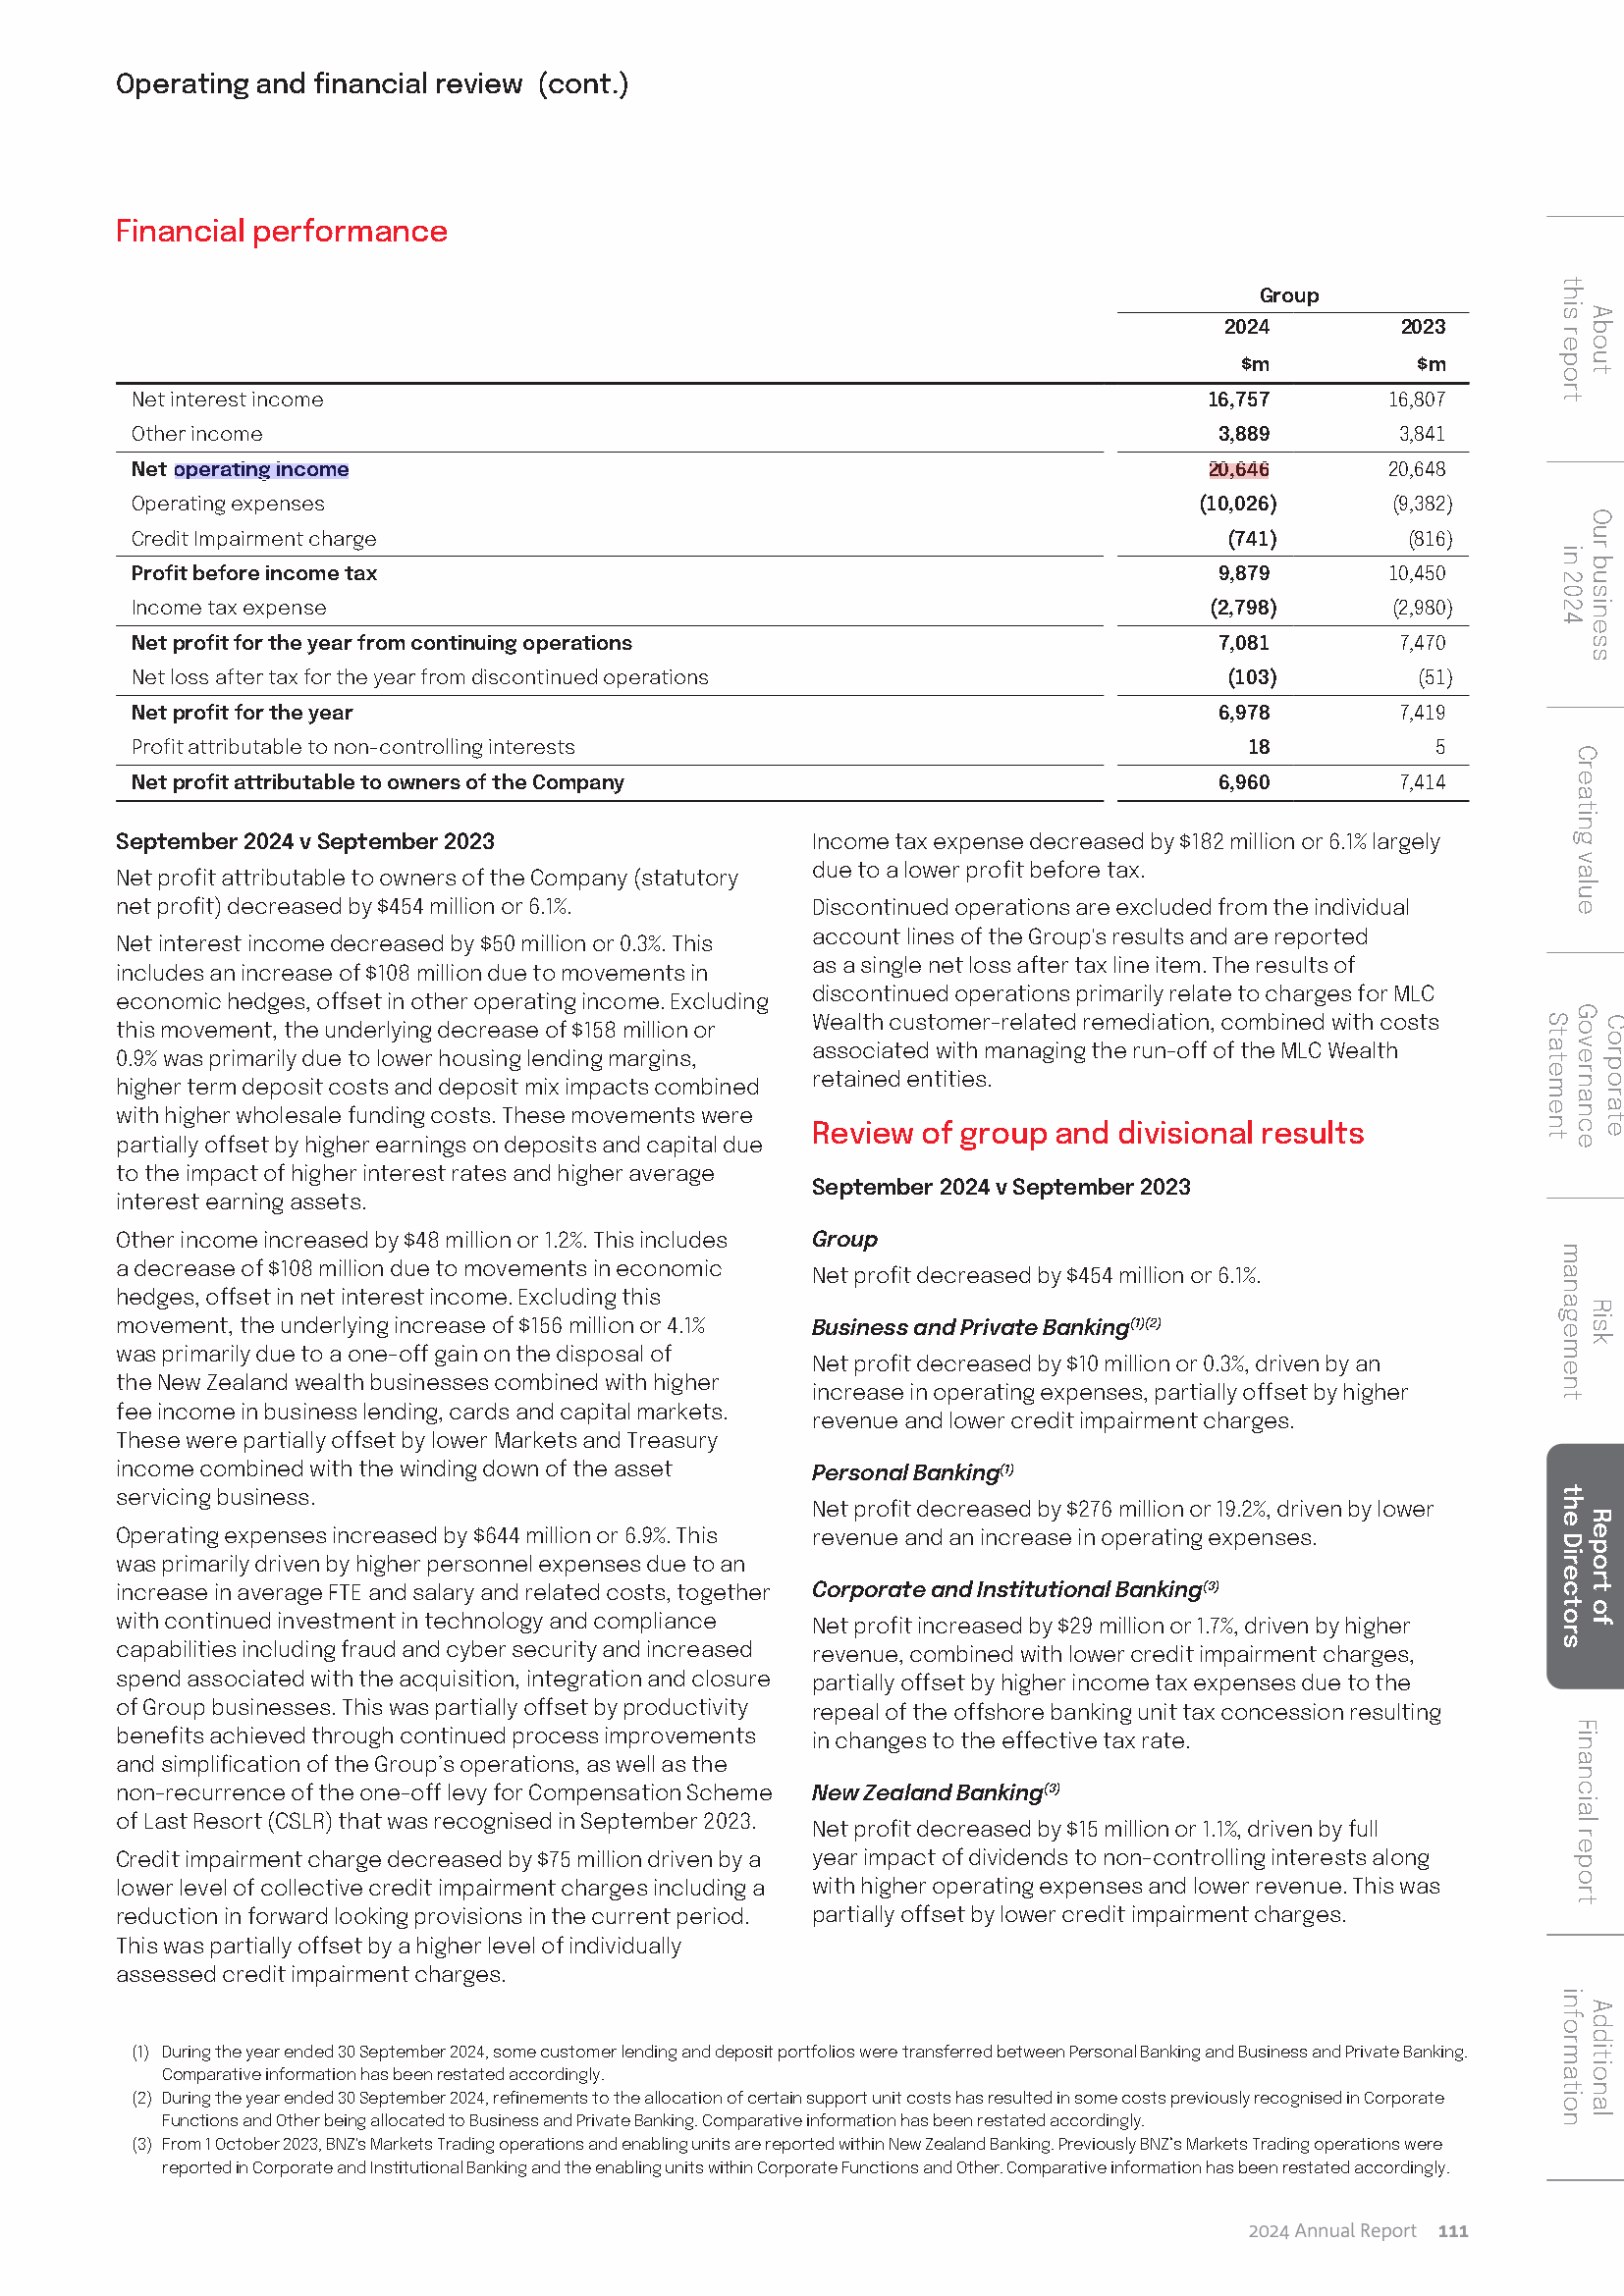 Operating and financial review (cont.)
Financial performance
Group
2024 2023
$m $m
Net interest income 16,757 16,807
Other income 3,889 3,841
Net operating income 20,646 20,648
Operating expenses (10,026) (9,382)
Credit Impairment charge (741) (816)
Profit before income tax 9,879 10,450
Income tax expense (2,798) (2,980)
Net profit for the year from continuing operations 7,081 7,470
Net loss after tax for the year from discontinued operations (103) (51)
Net profit for the year 6,978 7,419
Profit attributable to non-controlling interests 18 5
Net profit attributable to owners of the Company 6,960 7,414
September 2024 v September 2023
Net profit attributable to owners of the Company (statutory
net profit) decreased by $454 million or 6.1%.
Net interest income decreased by $50 million or 0.3%. This
includes an increase of $108 million due to movements in
economic hedges, offset in other operating income. Excluding
this movement, the underlying decrease of $158 million or
0.9% was primarily due to lower housing lending margins,
higher term deposit costs and deposit mix impacts combined
with higher wholesale funding costs. These movements were
partially offset by higher earnings on deposits and capital due
to the impact of higher interest rates and higher average
interest earning assets.
Other income increased by $48 million or 1.2%. This includes
a decrease of $108 million due to movements in economic
hedges, offset in net interest income. Excluding this
movement, the underlying increase of $156 million or 4.1%
was primarily due to a one-off gain on the disposal of
the New Zealand wealth businesses combined with higher
fee income in business lending, cards and capital markets.
These were partially offset by lower Markets and Treasury
income combined with the winding down of the asset
servicing business.
Operating expenses increased by $644 million or 6.9%. This
was primarily driven by higher personnel expenses due to an
increase in average FTE and salary and related costs, together
with continued investment in technology and compliance
capabilities including fraud and cyber security and increased
spend associated with the acquisition, integration and closure
of Group businesses. This was partially offset by productivity
benefits achieved through continued process improvements
and simplification of the Group's operations, as well as the
non-recurrence of the one-off levy for Compensation Scheme
of Last Resort (CSLR) that was recognised in September 2023.
Credit impairment charge decreased by $75 million driven by a
lower level of collective credit impairment charges including a
reduction in forward looking provisions in the current period.
This was partially offset by a higher level of individually
assessed credit impairment charges.
Income tax expense decreased by $182 million or 6.1% largely
due to a lower profit before tax.
Discontinued operations are excluded from the individual
account lines of the Group's results and are reported
as a single net loss after tax line item. The results of
discontinued operations primarily relate to charges for MLC
Wealth customer-related remediation, combined with costs
associated with managing the run-off of the MLC Wealth
retained entities.
Review of group and divisional results
September 2024 v September 2023
Group
Net profit decreased by $454 million or 6.1%.
Business and Private Banking(1)(2)
Net profit decreased by $10 million or 0.3%, driven by an
increase in operating expenses, partially offset by higher
revenue and lower credit impairment charges.
Personal Banking(1)
Net profit decreased by $276 million or 19.2%, driven by lower
revenue and an increase in operating expenses.
Corporate and Institutional Banking(3)
Net profit increased by $29 million or 1.7%, driven by higher
revenue, combined with lower credit impairment charges,
partially offset by higher income tax expenses due to the
repeal of the offshore banking unit tax concession resulting
in changes to the effective tax rate.
New Zealand Banking(3)
Net profit decreased by $15 million or 1.1%, driven by full
year impact of dividends to non-controlling interests along
with higher operating expenses and lower revenue. This was
partially offset by lower credit impairment charges.
(1) During the year ended 30 September 2024, some customer lending and deposit portfolios were transferred between Personal Banking and Business and Private Banking.
Comparative information has been restated accordingly.
(2) During the year ended 30 September 2024, refinements to the allocation of certain support unit costs has resulted in some costs previously recognised in Corporate
Functions and Other being allocated to Business and Private Banking. Comparative information has been restated accordingly.
(3) From 1 October 2023, BNZ's Markets Trading operations and enabling units are reported within New Zealand Banking. Previously BNZ's Markets Trading operations were
reported in Corporate and Institutional Banking and the enabling units within Corporate Functions and Other. Comparative information has been restated accordingly.
2024 Annual Report 111
About
this report
Our business
in 2024
Creating value
Corporate
Governance
Statement
Risk
management
Report of
the Directors
Financial report
Additional
information